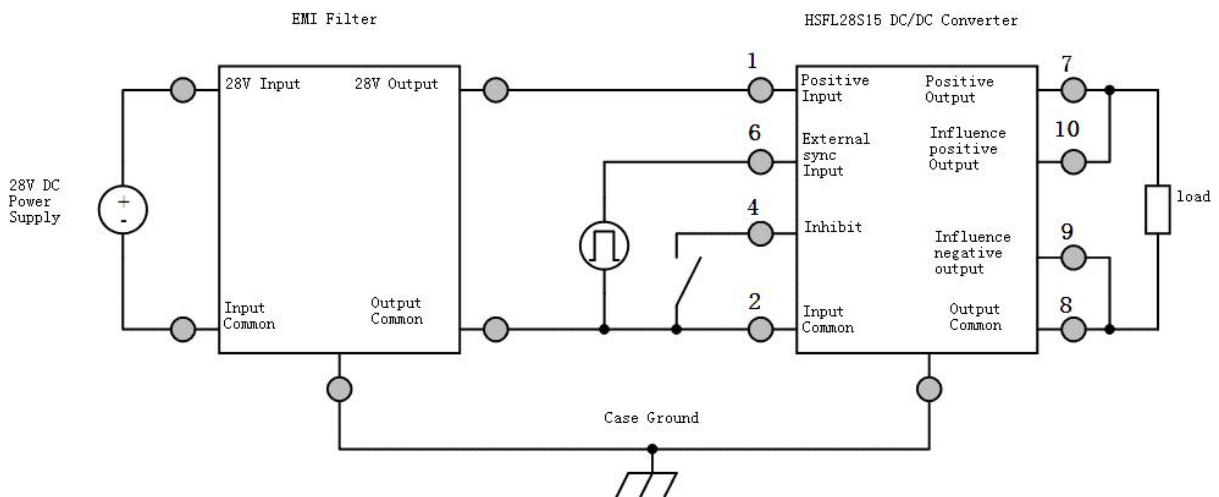 EMI Filter
HSFL28S15 DC/DC Converter
28V Input
28V Output
1
Positive
Input
Positive
Output
7
6
External
sync
Input
Influence
positive
Output
10
28V DC
Power
Supply
+
-
4
Inhibit
Influence
negative
output
9
load
Input
Common
Output
Common
2
Input
Common
Output
Common
8
Case Ground